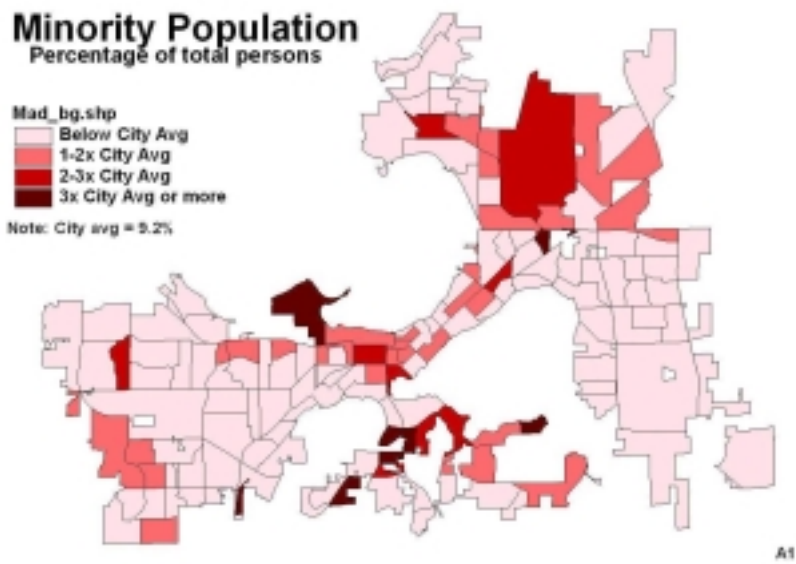 Minority Population
Percentage of total persons
Mad_bg.shp
Below City Avg
1-2x City Avg
2-3x City Avg
3x City Avg or more
Note: City avg = 9.2%
A1